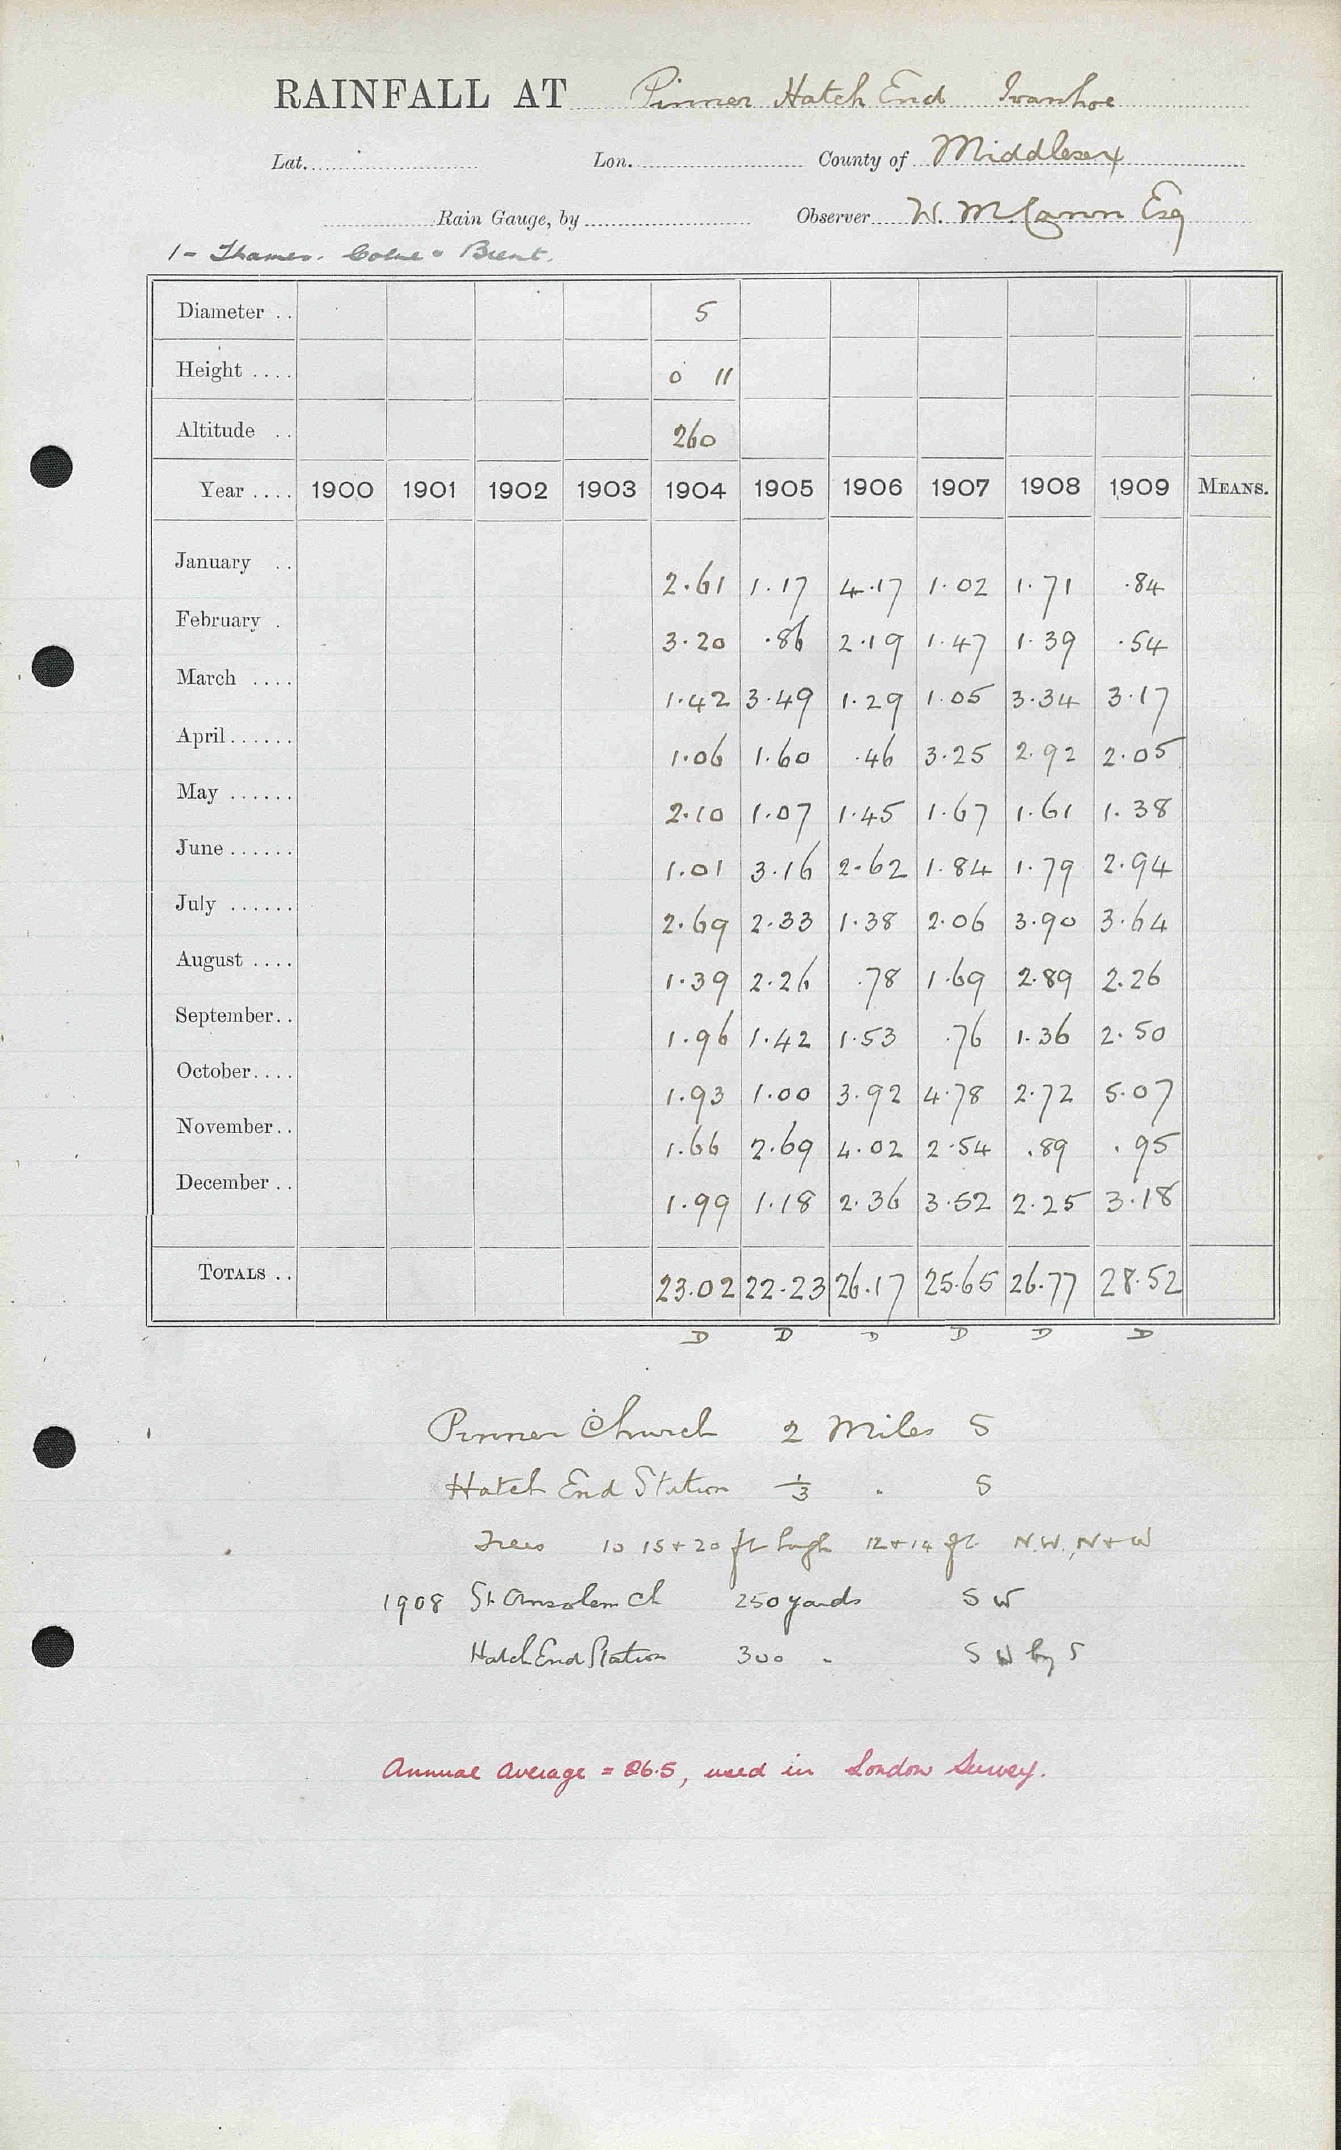 RAINFALL AT Pinner Hatch End Ivanhoe
Lat. Lon. County of Middlesex
Rain Gauge, by Observer W. McCann Esq
1 - Thames. Colne & Brent.
Diameter .. 5
Height .... 0 11
Altitude .. 260
Year .... 1900 1901 1902 1903 1904 1905 1906 1907 1908 1909 MEANS.
January .. 2.61 1.17 4.17 1.02 1.71 .84
February . 3.20 .86 2.19 1.47 1.39 .54
March .... 1.42 3.49 1.29 1.05 3.34 3.17
April...... 1.06 1.60 .46 3.25 2.92 2.05
May ...... 2.10 1.07 1.45 1.67 1.61 1.38
June...... 1.01 3.16 2.62 1.84 1.79 2.94
July ...... 2.69 2.33 1.38 2.06 3.90 3.64
August .... 1.39 2.26 .78 1.69 2.89 2.26
September.. 1.96 1.42 1.53 .76 1.36 2.50
October.... 1.93 1.00 3.92 4.78 2.72 5.07
November.. 1.66 2.69 4.02 2.54 .89 .95
December .. 1.99 1.18 2.36 3.52 2.25 3.18
TOTALS .. 23.02 22.23 26.17 25.65 26.77 28.52
D D D D D D
Pinner Church 2 Miles S
Hatch End Station 1/3 " S
Trees 10 15 + 20 ft high 12 + 14 ft N.W., N + W
1908 St Anselem Ch 250 yards S W
Hatch End Station 300 " S W by S
Annual average = 26.5, used in London Survey.